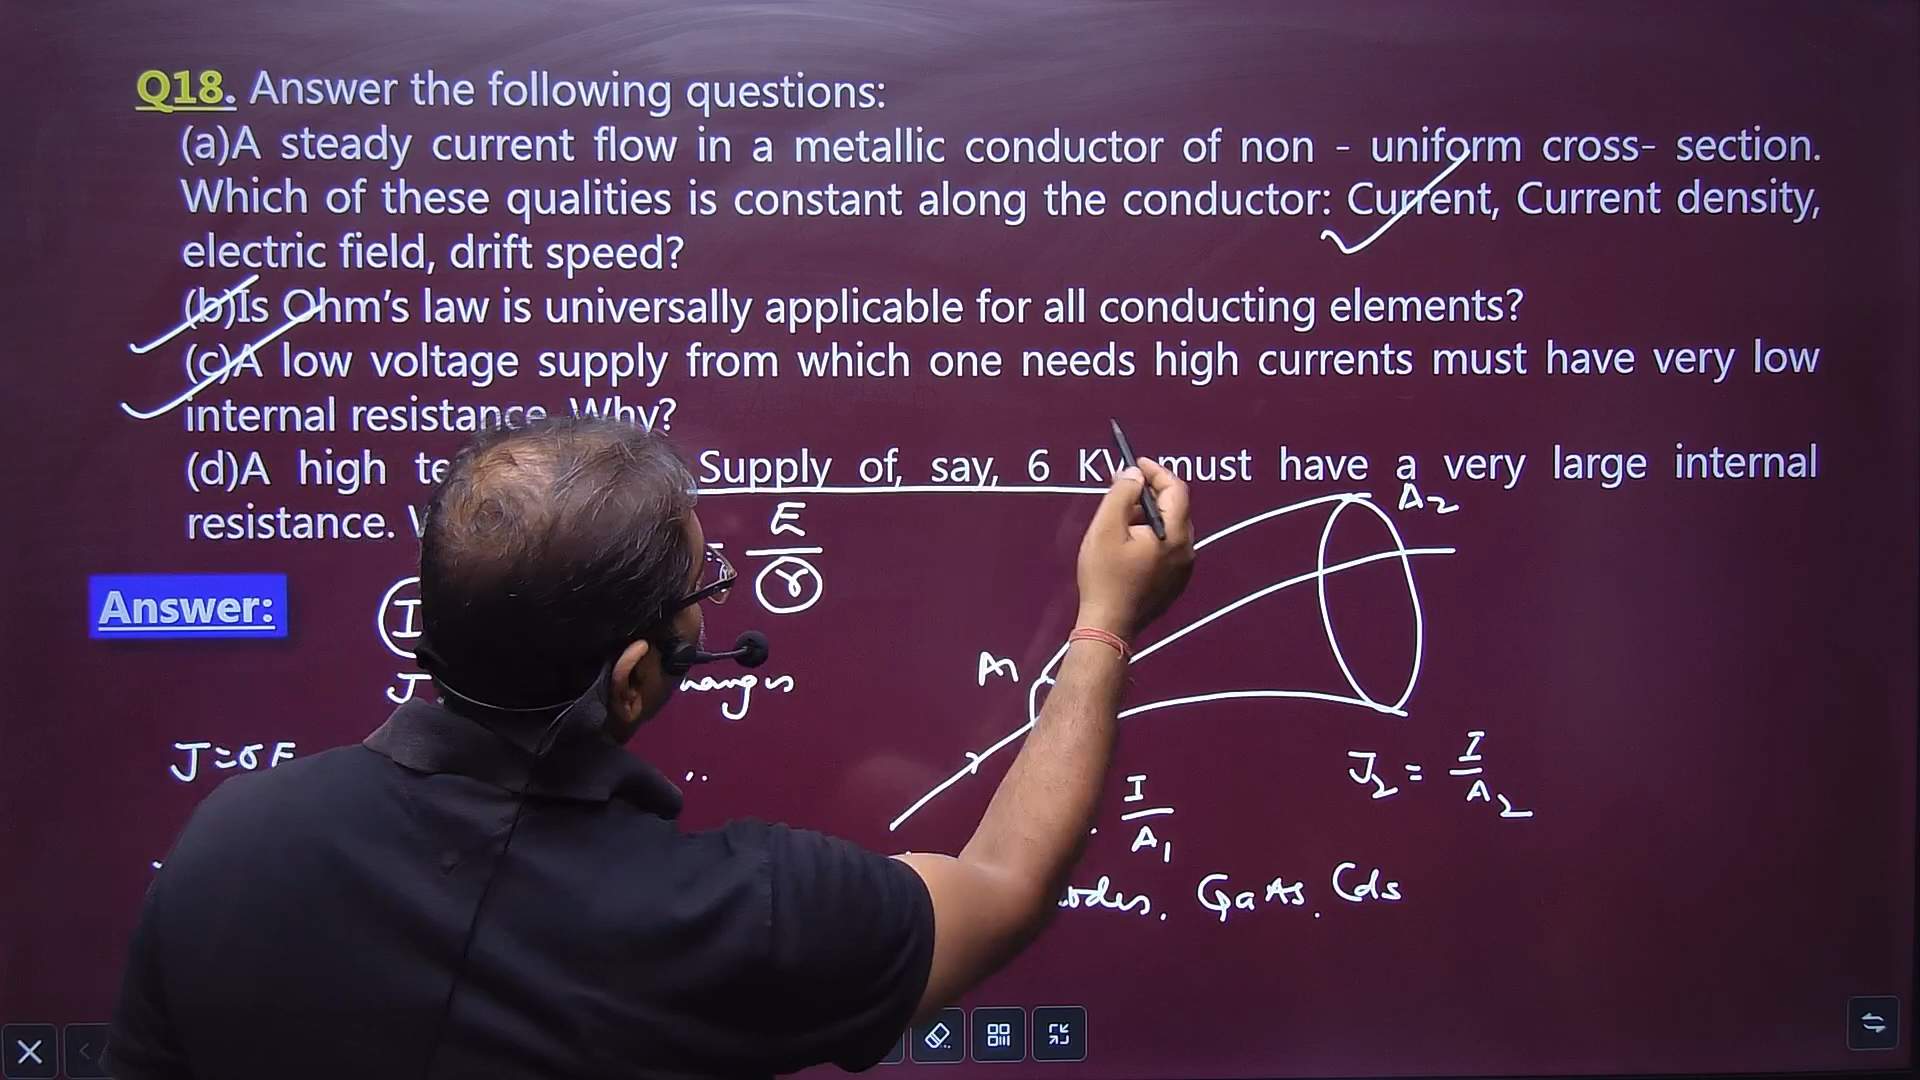 Q18. Answer the following questions:
(a)A steady current flow in a metallic conductor of non - uniform cross- section.
Which of these qualities is constant along the conductor: Current, Current density,
electric field, drift speed?
(b)Is Ohm's law is universally applicable for all conducting elements?
(c)A low voltage supply from which one needs high currents must have very low
internal resistance. Why?
(d)A high Supply of, say, 6 KV must have a very large internal
resistance.
E
r
A2
Answer:
I
A1
J
J = σE
I
A1
J2 = I
A2
GaAs. Cds